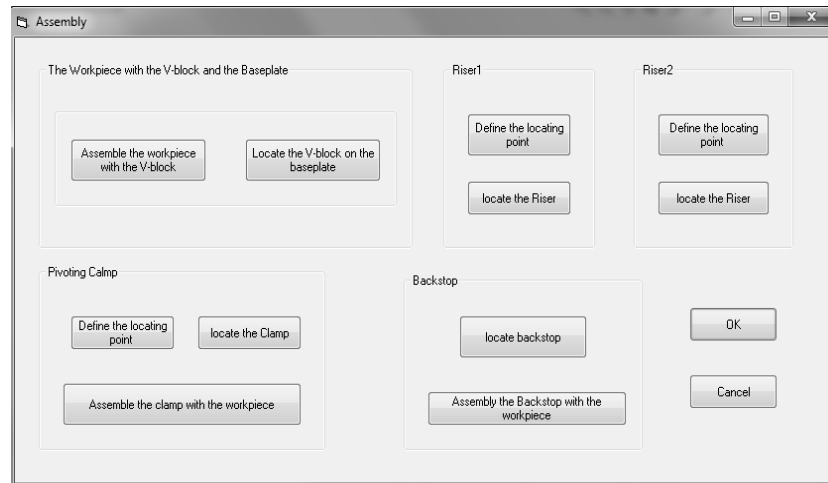 Assembly
The Workpiece with the V-block and the Baseplate
Assemble the workpiece
with the V-block
Locate the V-block on the
baseplate
Riser1
Define the locating
point
locate the Riser
Riser2
Define the locating
point
locate the Riser
Pivoting Calmp
Define the locating
point
locate the Clamp
Assemble the clamp with the workpiece
Backstop
locate backstop
Assembly the Backstop with the
workpiece
OK
Cancel